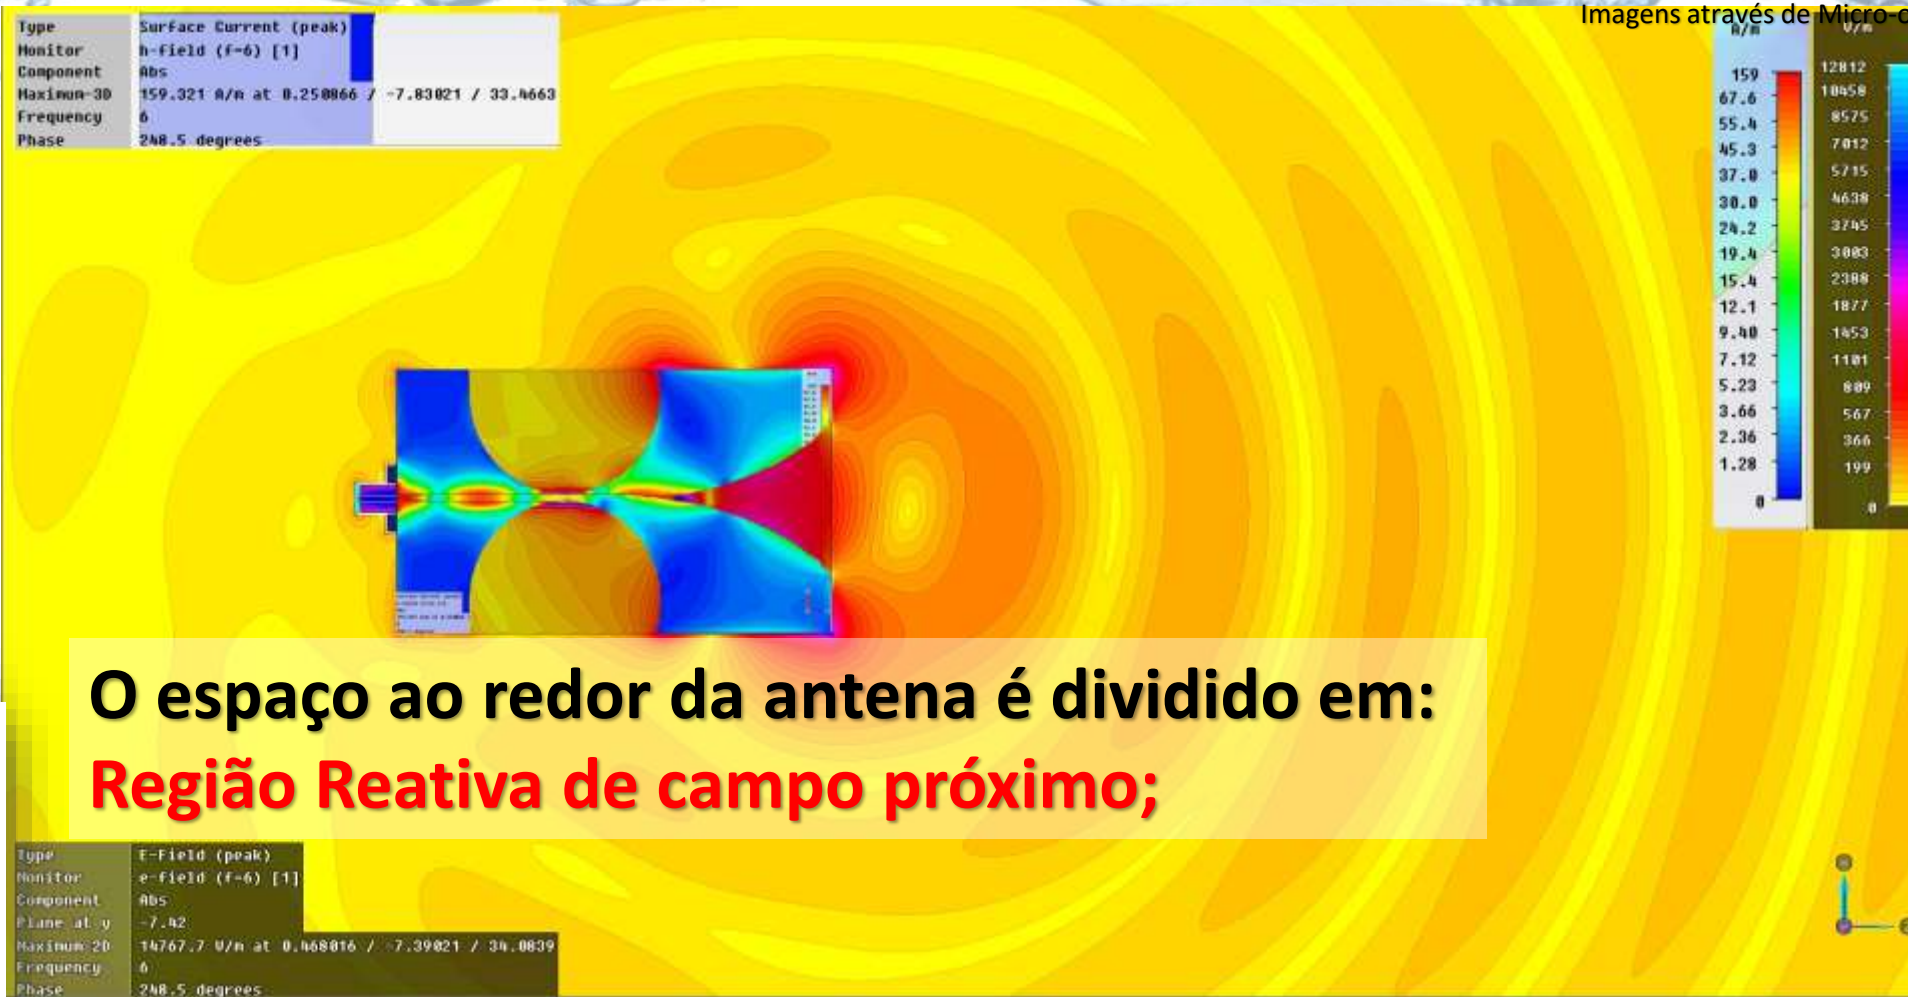 Imagens através de Micro-o
Type Surface Current (peak)
Monitor h-field (f=6) [1]
Component Abs
Maximum-3D 159.321 A/m at 0.250866 / -7.83021 / 33.4663
Frequency 6
Phase 248.5 degrees
A/m
159
67.6
55.4
45.3
37.0
30.0
24.2
19.4
15.4
12.1
9.40
7.12
5.23
3.66
2.36
1.28
0
V/m
12812
10458
8575
7012
5715
4638
3745
3003
2388
1877
1453
1101
809
567
366
199
0
O espaço ao redor da antena é dividido em:
Região Reativa de campo próximo;
Type E-Field (peak)
Monitor e-field (f=6) [1]
Component Abs
Plane at y -7.42
Maximum-2D 14767.7 V/m at 0.468016 / -7.39021 / 34.0839
Frequency 6
Phase 248.5 degrees